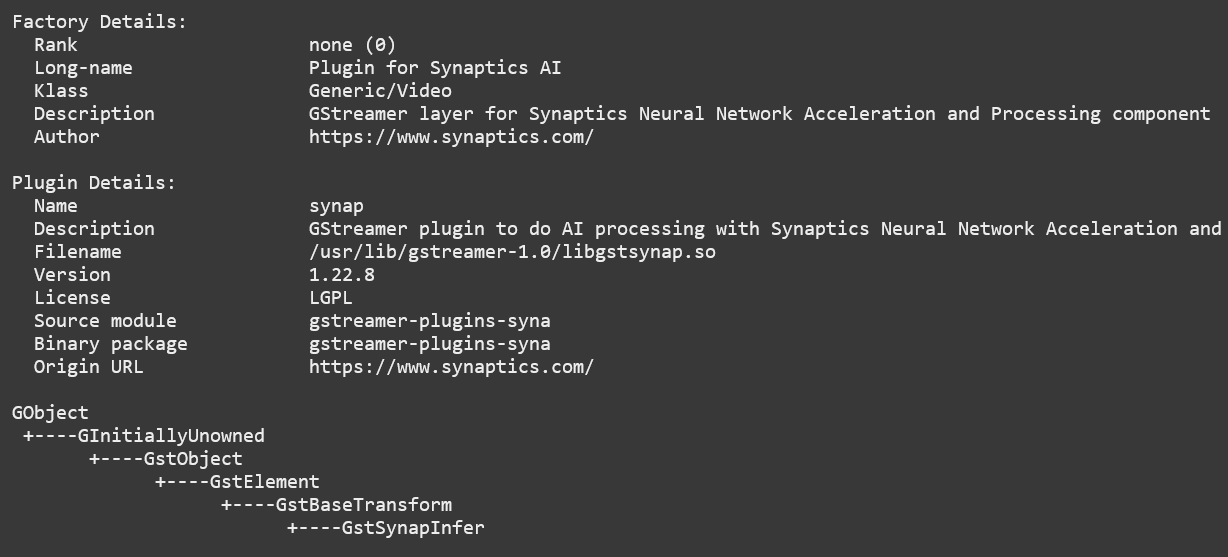 Factory Details:
  Rank                     none (0)
  Long-name                Plugin for Synaptics AI
  Klass                    Generic/Video
  Description              GStreamer layer for Synaptics Neural Network Acceleration and Processing component
  Author                   https://www.synaptics.com/

Plugin Details:
  Name                     synap
  Description              GStreamer plugin to do AI processing with Synaptics Neural Network Acceleration and
  Filename                 /usr/lib/gstreamer-1.0/libgstsynap.so
  Version                  1.22.8
  License                  LGPL
  Source module            gstreamer-plugins-syna
  Binary package           gstreamer-plugins-syna
  Origin URL               https://www.synaptics.com/

GObject
 +----GInitiallyUnowned
       +----GstObject
             +----GstElement
                   +----GstBaseTransform
                         +----GstSynapInfer